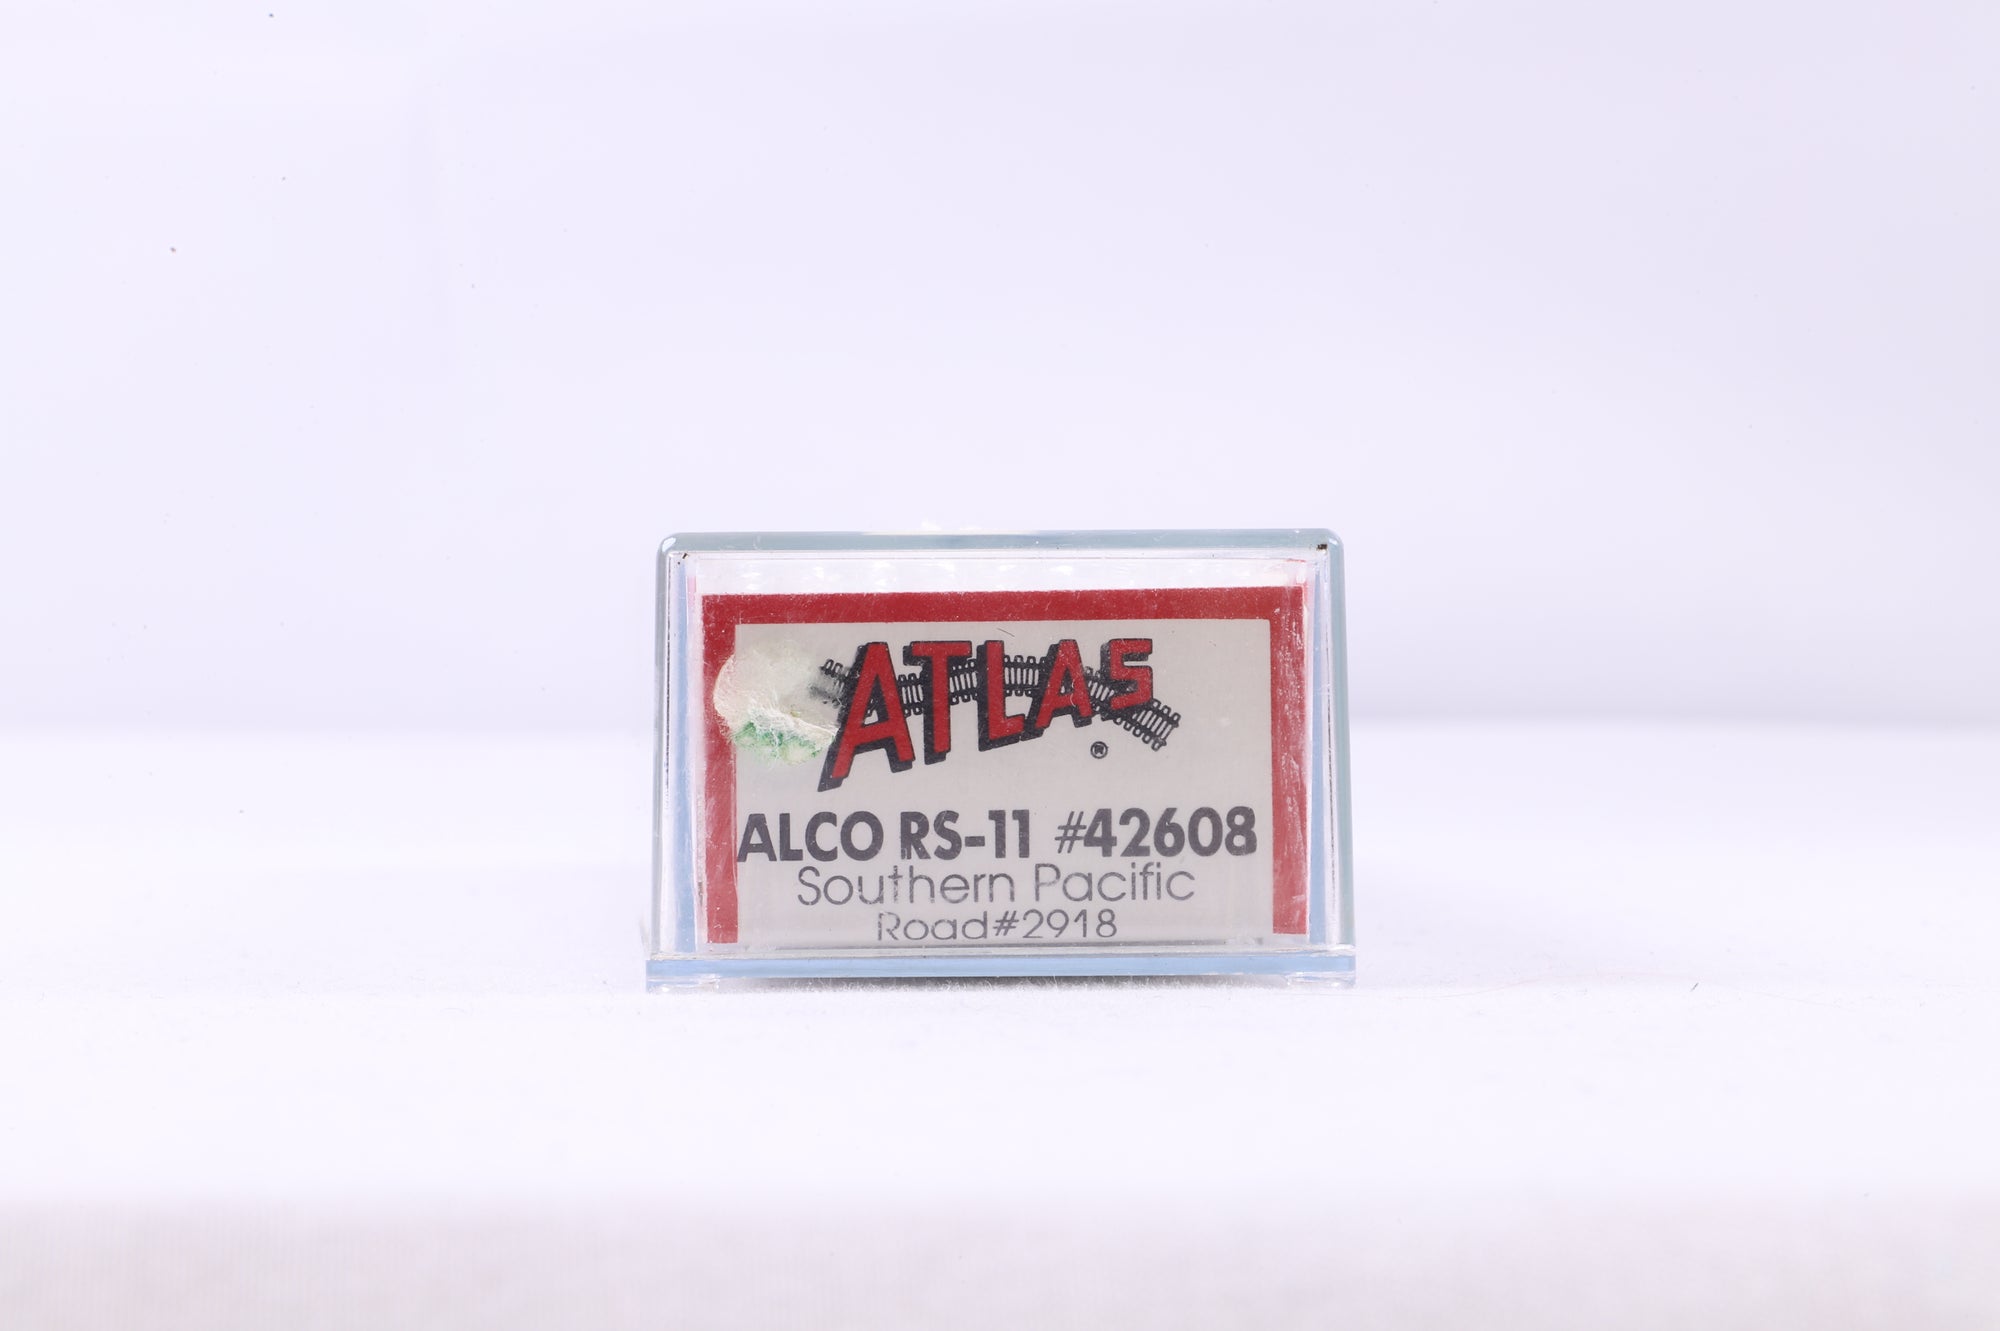 ATLAS ®
ALCO RS-11 #42608
Southern Pacific
Road#2918